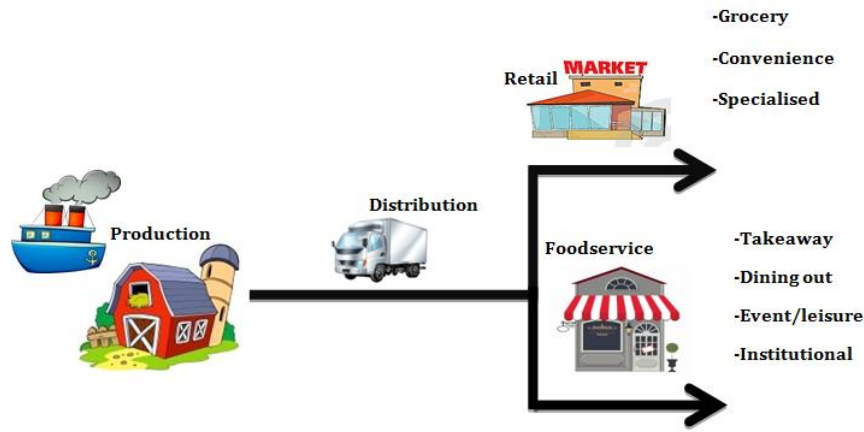 Production
Distribution
Retail
MARKET
-Grocery
-Convenience
-Specialised
Foodservice
-Takeaway
-Dining out
-Event/leisure
-Institutional